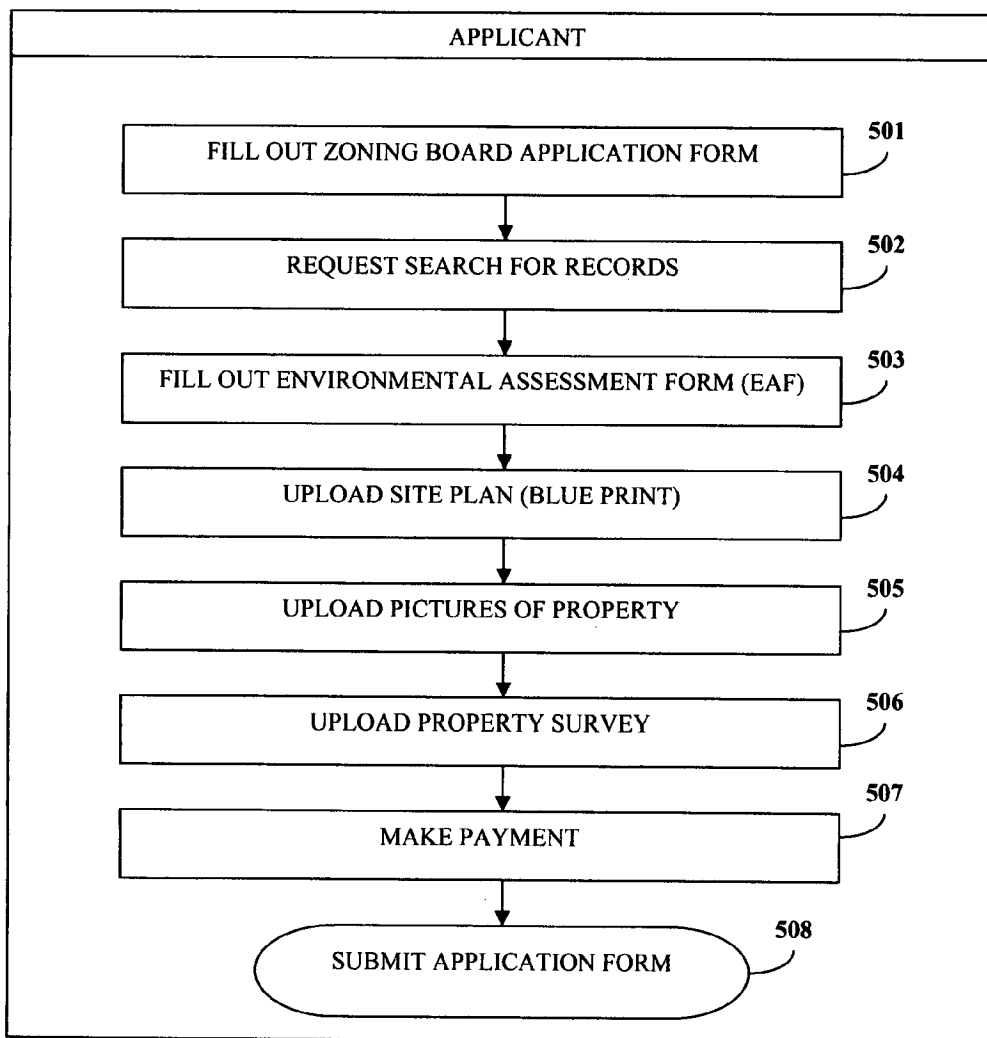 APPLICANT
FILL OUT ZONING BOARD APPLICATION FORM
501
REQUEST SEARCH FOR RECORDS
502
FILL OUT ENVIRONMENTAL ASSESSMENT FORM (EAF)
503
UPLOAD SITE PLAN (BLUE PRINT)
504
UPLOAD PICTURES OF PROPERTY
505
UPLOAD PROPERTY SURVEY
506
MAKE PAYMENT
507
SUBMIT APPLICATION FORM
508